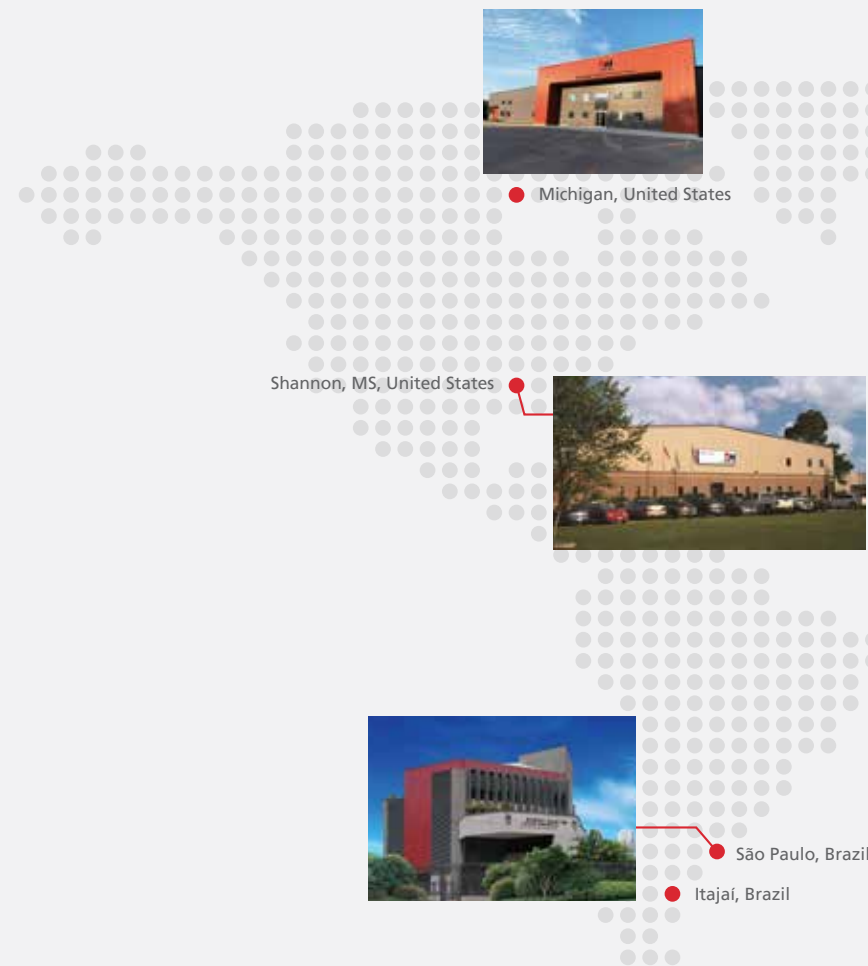 Michigan, United States
Shannon, MS, United States
São Paulo, Brazil
Itajaí, Brazil